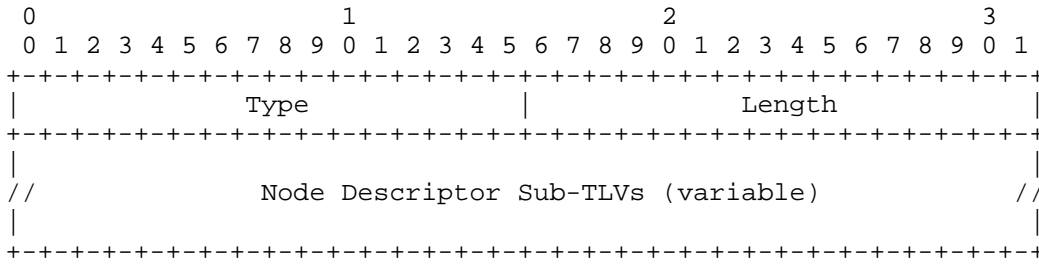 0                   1                   2                   3
 0 1 2 3 4 5 6 7 8 9 0 1 2 3 4 5 6 7 8 9 0 1 2 3 4 5 6 7 8 9 0 1
+-+-+-+-+-+-+-+-+-+-+-+-+-+-+-+-+-+-+-+-+-+-+-+-+-+-+-+-+-+-+-+-+
|              Type             |             Length            |
+-+-+-+-+-+-+-+-+-+-+-+-+-+-+-+-+-+-+-+-+-+-+-+-+-+-+-+-+-+-+-+-+
|                                                               |
//              Node Descriptor Sub-TLVs (variable)            //
|                                                               |
+-+-+-+-+-+-+-+-+-+-+-+-+-+-+-+-+-+-+-+-+-+-+-+-+-+-+-+-+-+-+-+-+